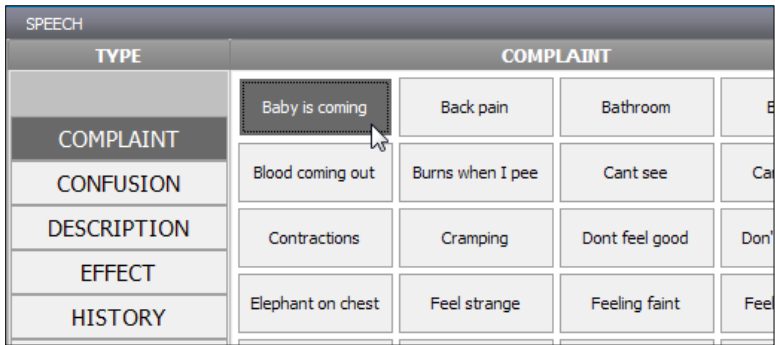 SPEECH
TYPE
COMPLAINT
COMPLAINT
CONFUSION
DESCRIPTION
EFFECT
HISTORY
Baby is coming
Back pain
Bathroom
Blood coming out
Burns when I pee
Cant see
Contractions
Cramping
Dont feel good
Elephant on chest
Feel strange
Feeling faint